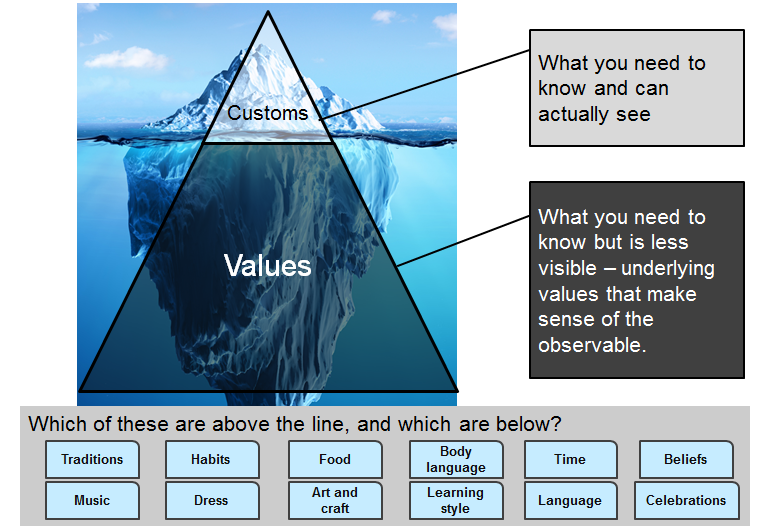 Customs
What you need to
know and can
actually see
Values
What you need to
know but is less
visible – underlying
values that make
sense of the
observable.
Which of these are above the line, and which are below?
Traditions
Habits
Food
Body
language
Time
Beliefs
Music
Dress
Art and
craft
Learning
style
Language
Celebrations